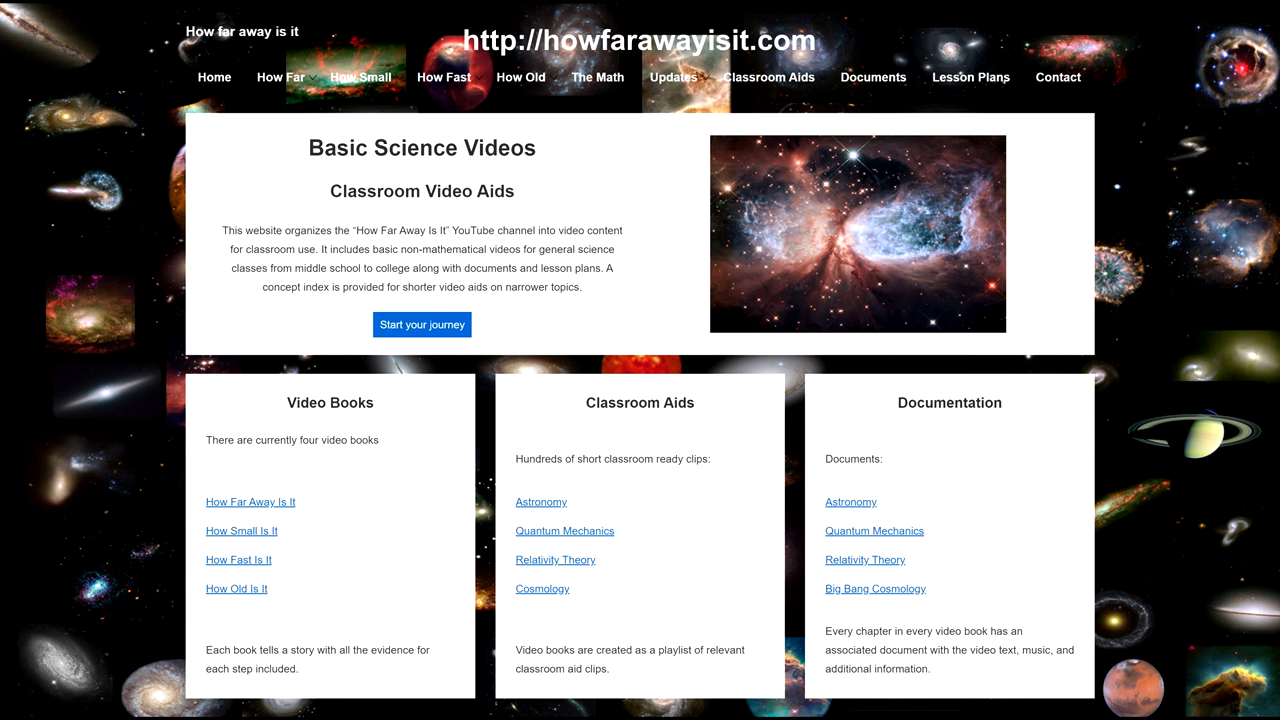 How far away is it
http://howfarawayisit.com
Home How Far How Small How Fast How Old The Math Updates Classroom Aids Documents Lesson Plans Contact
Basic Science Videos
Classroom Video Aids
This website organizes the “How Far Away Is It” YouTube channel into video content
for classroom use. It includes basic non-mathematical videos for general science
classes from middle school to college along with documents and lesson plans. A
concept index is provided for shorter video aids on narrower topics.
Start your journey
Video Books
There are currently four video books
How Far Away Is It
How Small Is It
How Fast Is It
How Old Is It
Each book tells a story with all the evidence for
each step included.
Classroom Aids
Hundreds of short classroom ready clips:
Astronomy
Quantum Mechanics
Relativity Theory
Cosmology
Video books are created as a playlist of relevant
classroom aid clips.
Documentation
Documents:
Astronomy
Quantum Mechanics
Relativity Theory
Big Bang Cosmology
Every chapter in every video book has an
associated document with the video text, music, and
additional information.